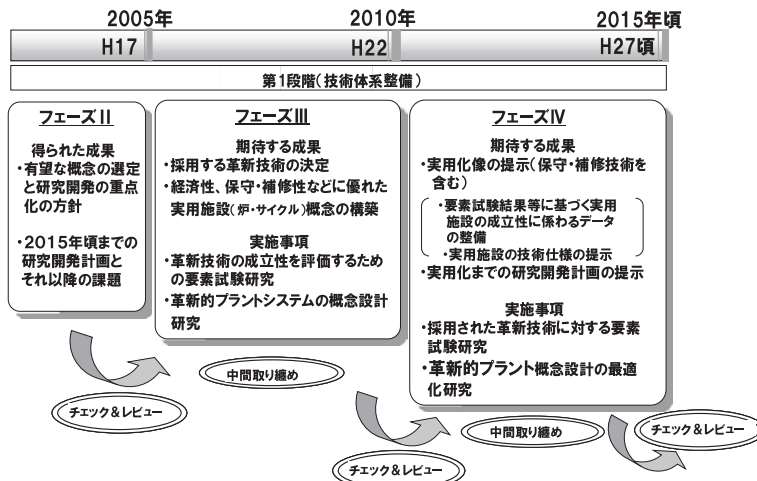 2005年
2010年
2015年頃
H17
H22
H27頃
第1段階(技術体系整備)
フェーズⅡ
得られた成果
・有望な概念の選定
と研究開発の重点
化の方針
・2015年頃までの
研究開発計画と
それ以降の課題
フェーズⅢ
期待する成果
・採用する革新技術の決定
・経済性、保守・補修性などに優れた
実用施設(炉・サイクル)概念の構築
実施事項
・革新技術の成立性を評価するため
の要素試験研究
・革新的プラントシステムの概念設計
研究
フェーズⅣ
期待する成果
・実用化像の提示(保守・補修技術を
含む)
・要素試験結果等に基づく実用
施設の成立性に係わるデータ
の整備
・実用施設の技術仕様の提示
・実用化までの研究開発計画の提示
実施事項
・採用された革新技術に対する要素
試験研究
・革新的プラント概念設計の最適
化研究
チェック&レビュー
中間取り纏め
チェック&レビュー
中間取り纏め
チェック&レビュー